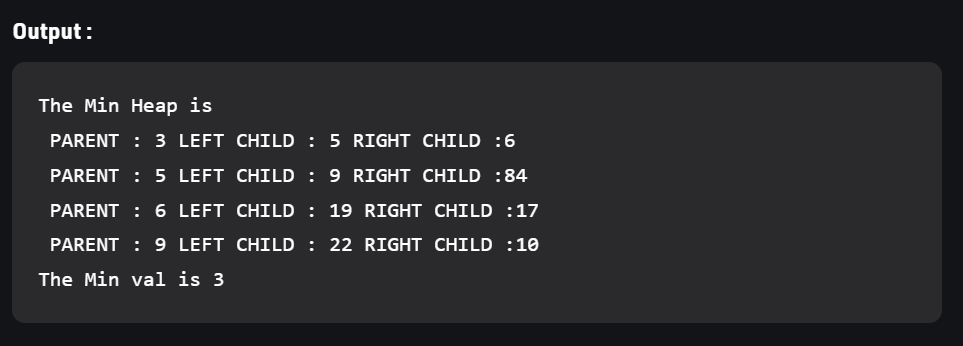 Output:
The Min Heap is
PARENT : 3 LEFT CHILD : 5 RIGHT CHILD :6
PARENT : 5 LEFT CHILD : 9 RIGHT CHILD :84
PARENT : 6 LEFT CHILD : 19 RIGHT CHILD :17
PARENT : 9 LEFT CHILD : 22 RIGHT CHILD :10
The Min val is 3